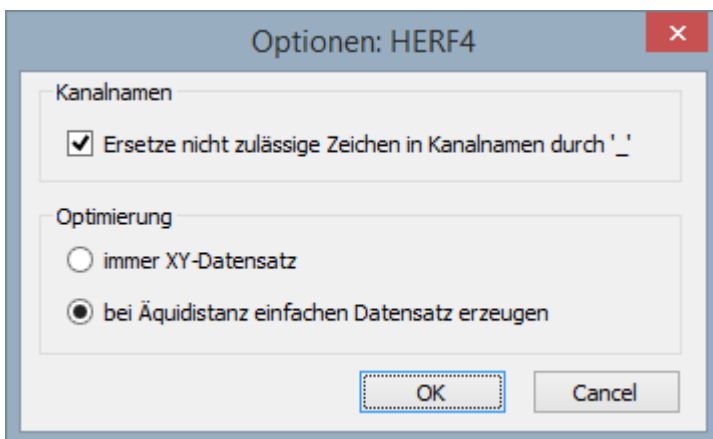 Optionen: HERF4
Kanalnamen
Ersetze nicht zulässige Zeichen in Kanalnamen durch '_'
Optimierung
immer XY-Datensatz
bei Äquidistanz einfachen Datensatz erzeugen
OK
Cancel